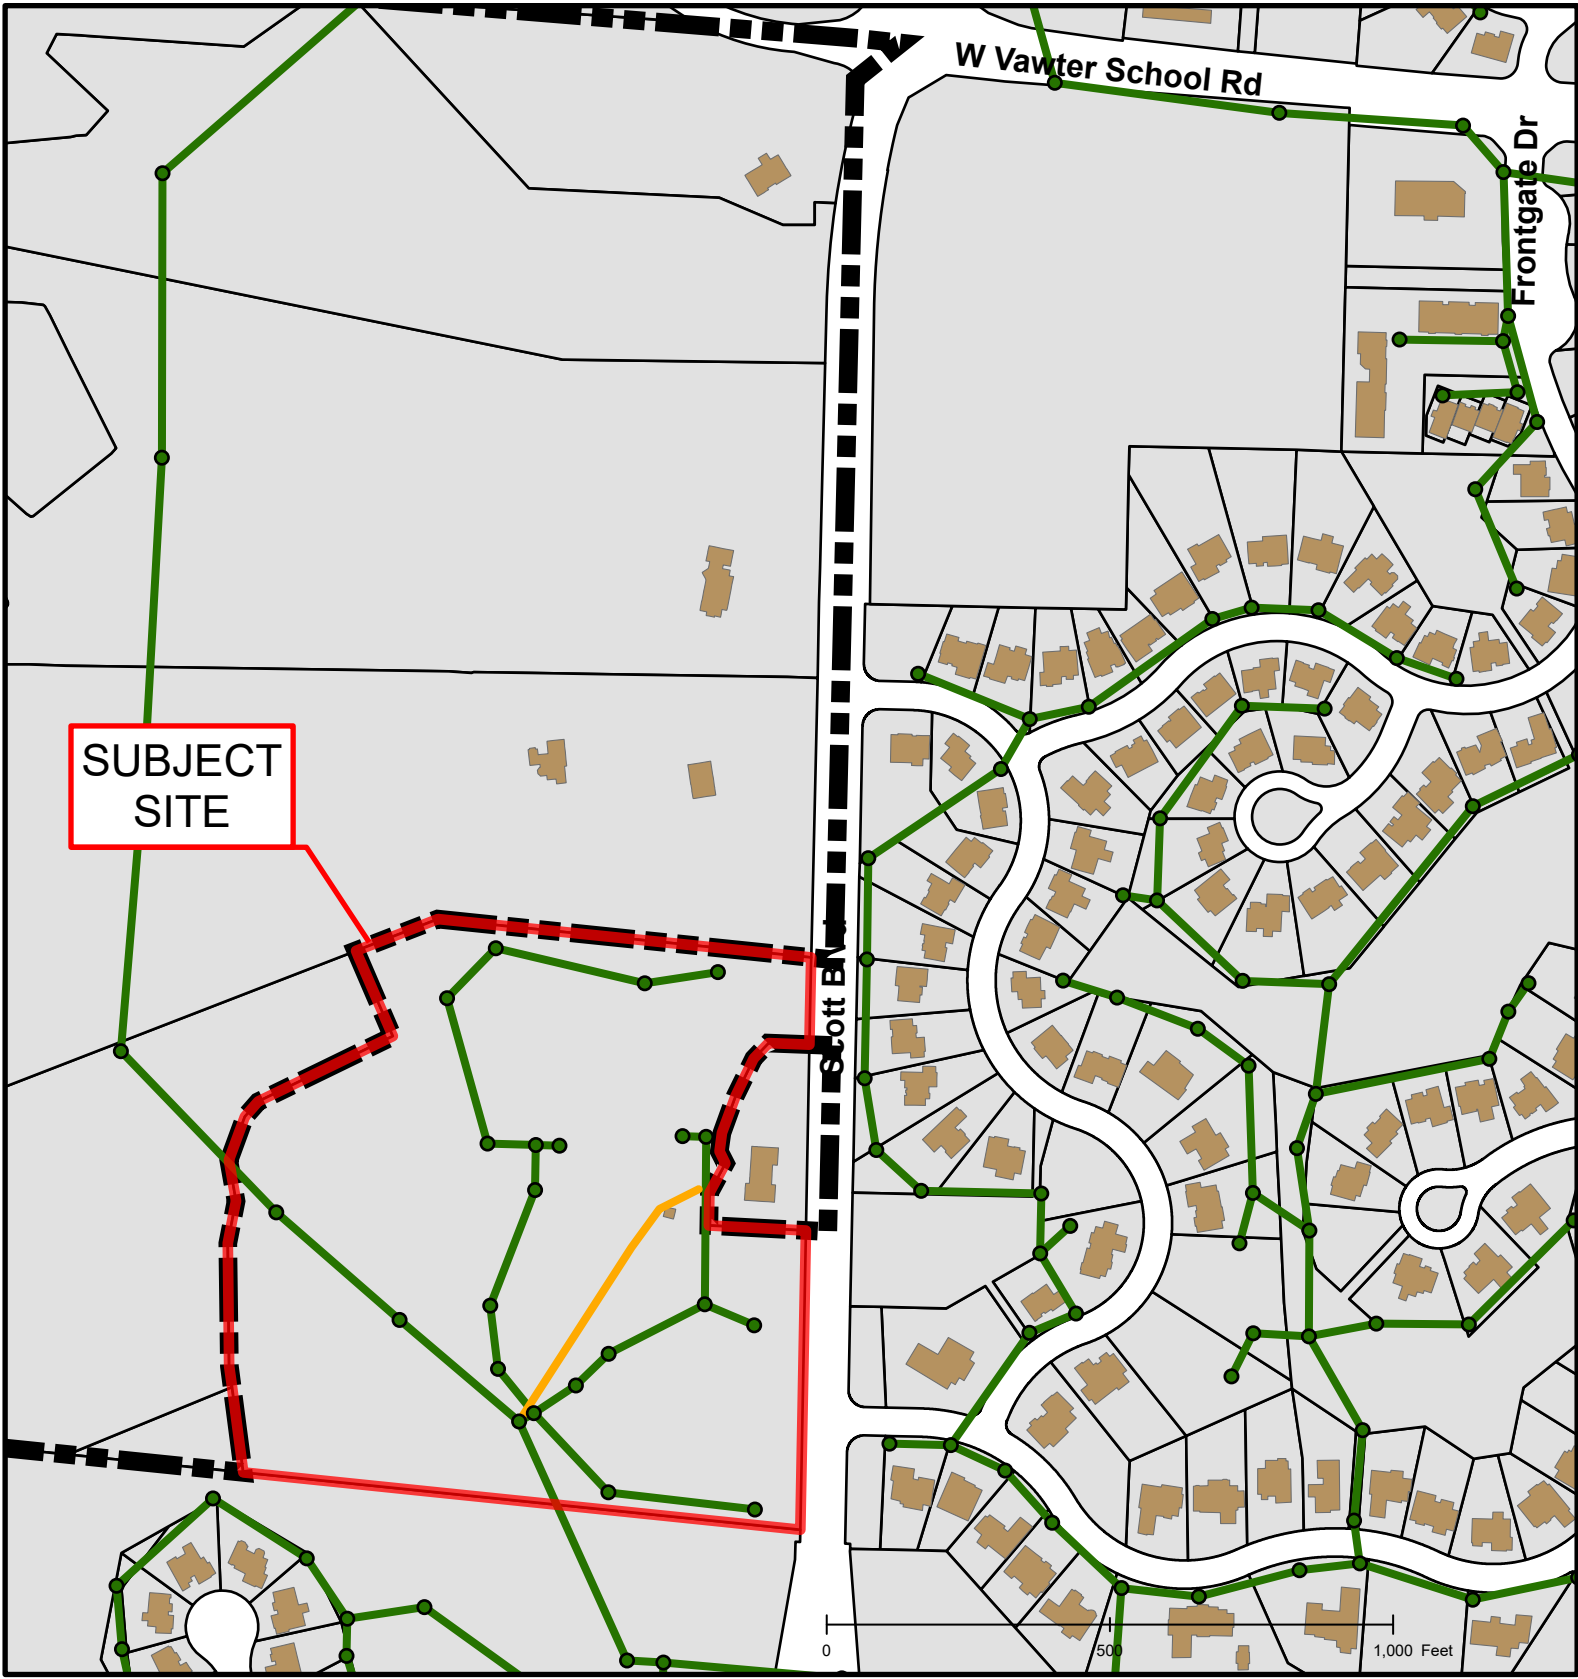 W Vawter School Rd
Frontgate Dr
SUBJECT
SITE
Scott Blvd
0 500 1,000 Feet